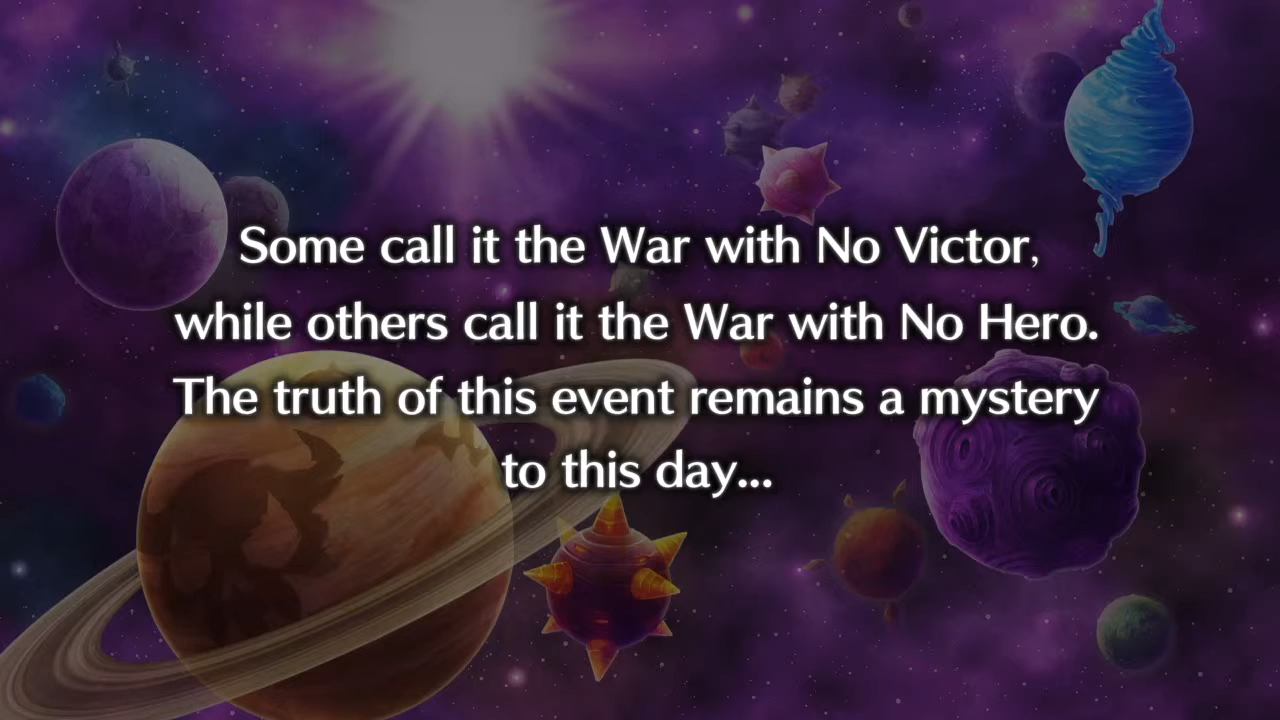 Some call it the War with No Victor,
while others call it the War with No Hero.
The truth of this event remains a mystery
to this day...